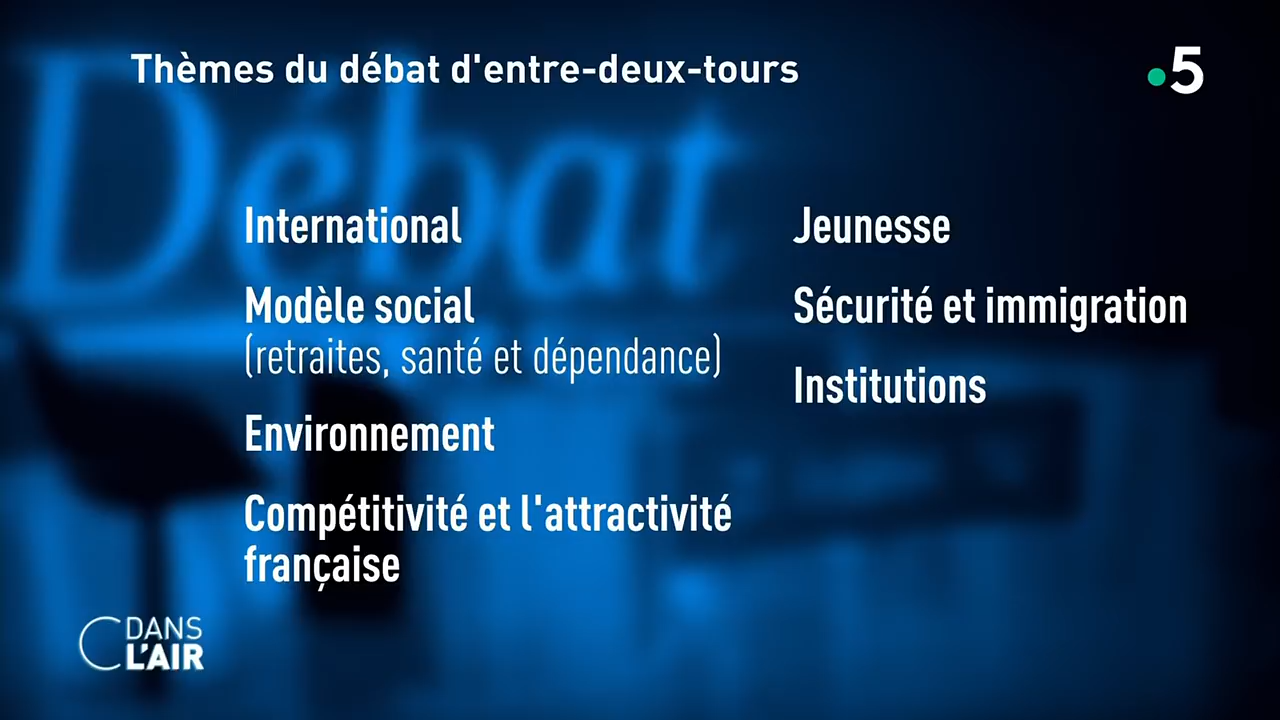 Thèmes du débat d'entre-deux-tours
5
Débat
International
Modèle social
(retraites, santé et dépendance)
Environnement
Compétitivité et l'attractivité
française
Jeunesse
Sécurité et immigration
Institutions
C DANS
L'AIR